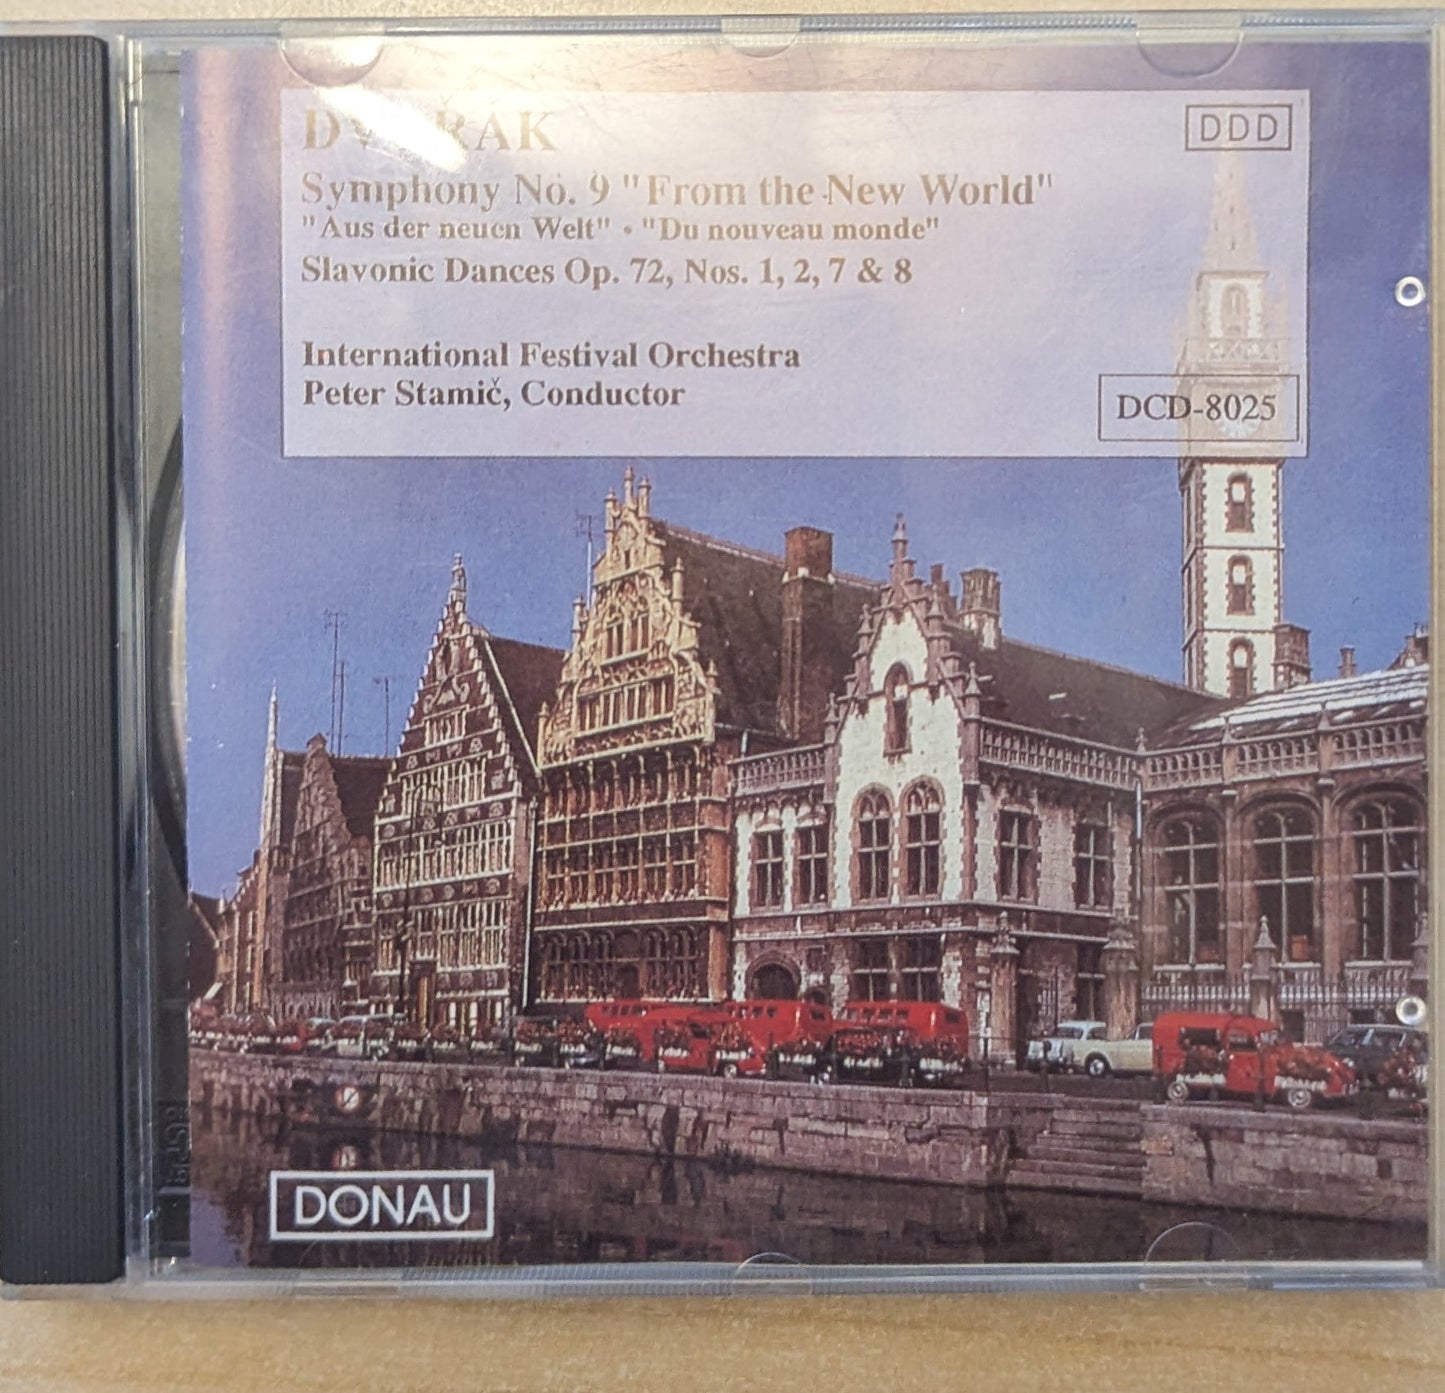 DVOŘÁK
DDD
Symphony No. 9 "From the New World"
"Aus der neuen Welt" • "Du nouveau monde"
Slavonic Dances Op. 72, Nos. 1, 2, 7 & 8
International Festival Orchestra
Peter Stamič, Conductor
DCD-8025
DONAU